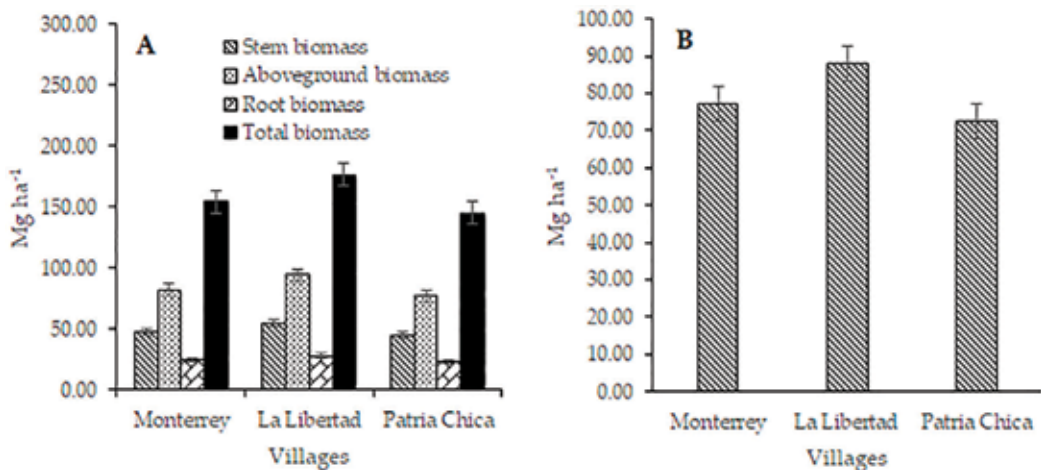 A
Stem biomass
Aboveground biomass
Root biomass
Total biomass
300.00
250.00
200.00
150.00
100.00
50.00
0.00
Mg ha⁻¹
Monterrey La Libertad Patria Chica
Villages
B
100.00
90.00
80.00
70.00
60.00
50.00
40.00
30.00
20.00
10.00
0.00
Mg ha⁻¹
Monterrey La Libertad Patria Chica
Villages